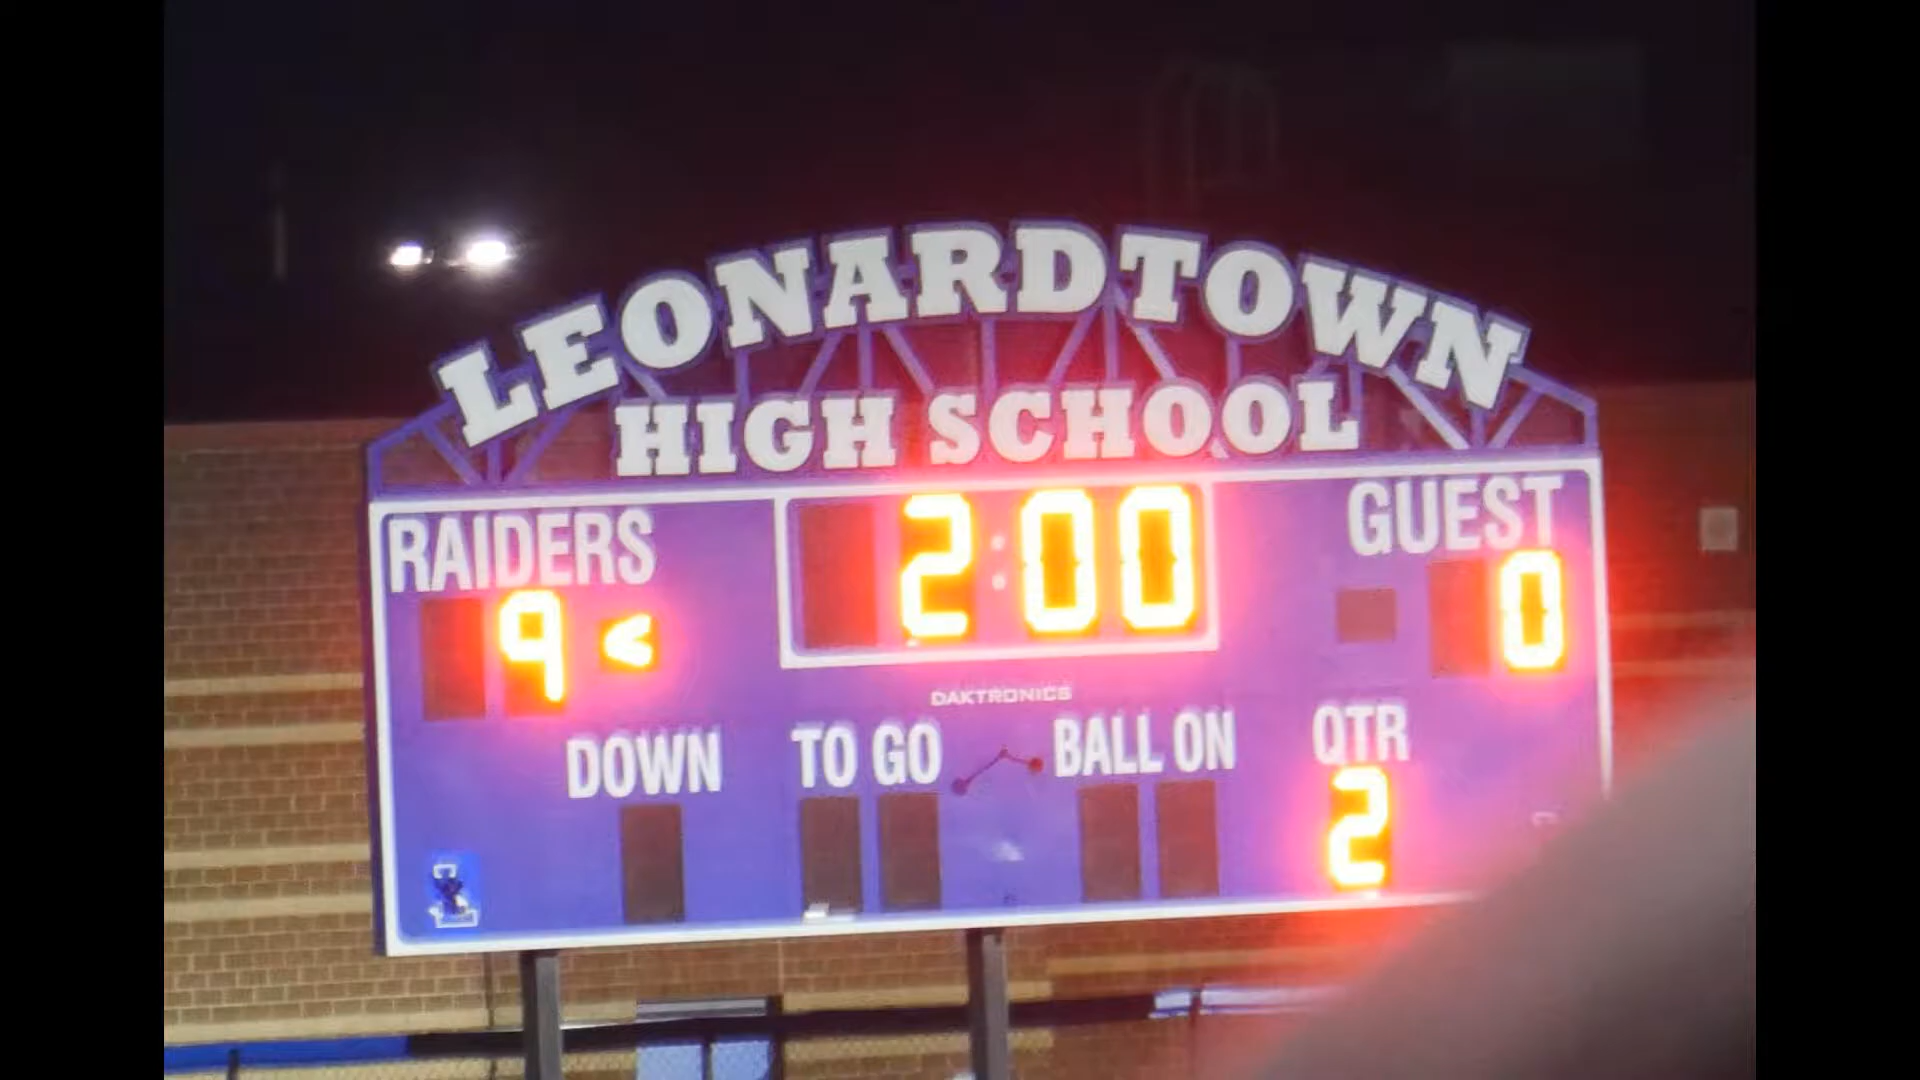 LEONARDTOWN
HIGH SCHOOL
RAIDERS 2:00 GUEST
9 < 0
DAKTRONICS
DOWN TO GO BALL ON QTR
2